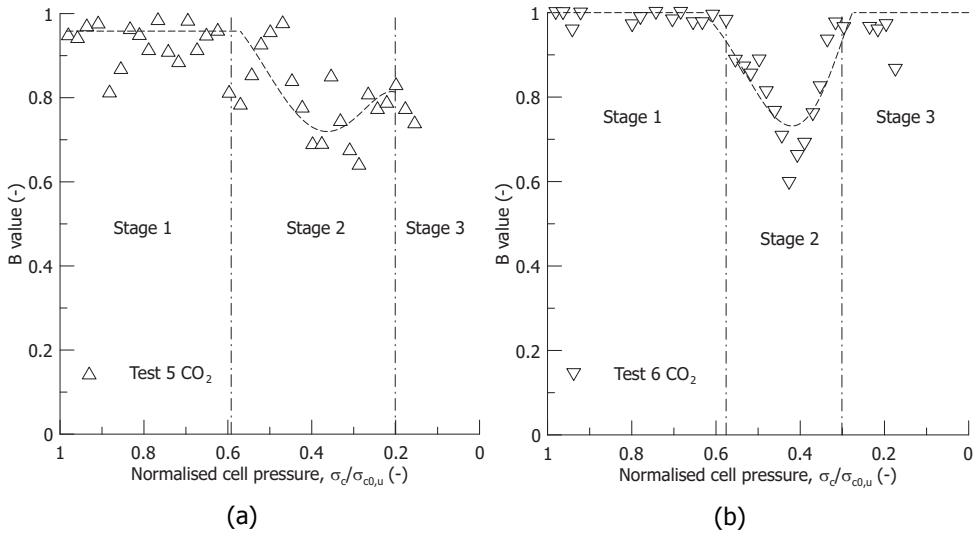 1
0.8
0.6
0.4
0.2
0
B value (-)
Stage 1
Stage 2
Stage 3
Test 5 CO₂
1
0.8
0.6
0.4
0.2
0
Normalised cell pressure, σc/σc0,u (-)
(a)
1
0.8
0.6
0.4
0.2
0
B value (-)
Stage 1
Stage 2
Stage 3
Test 6 CO₂
1
0.8
0.6
0.4
0.2
0
Normalised cell pressure, σc/σc0,u (-)
(b)